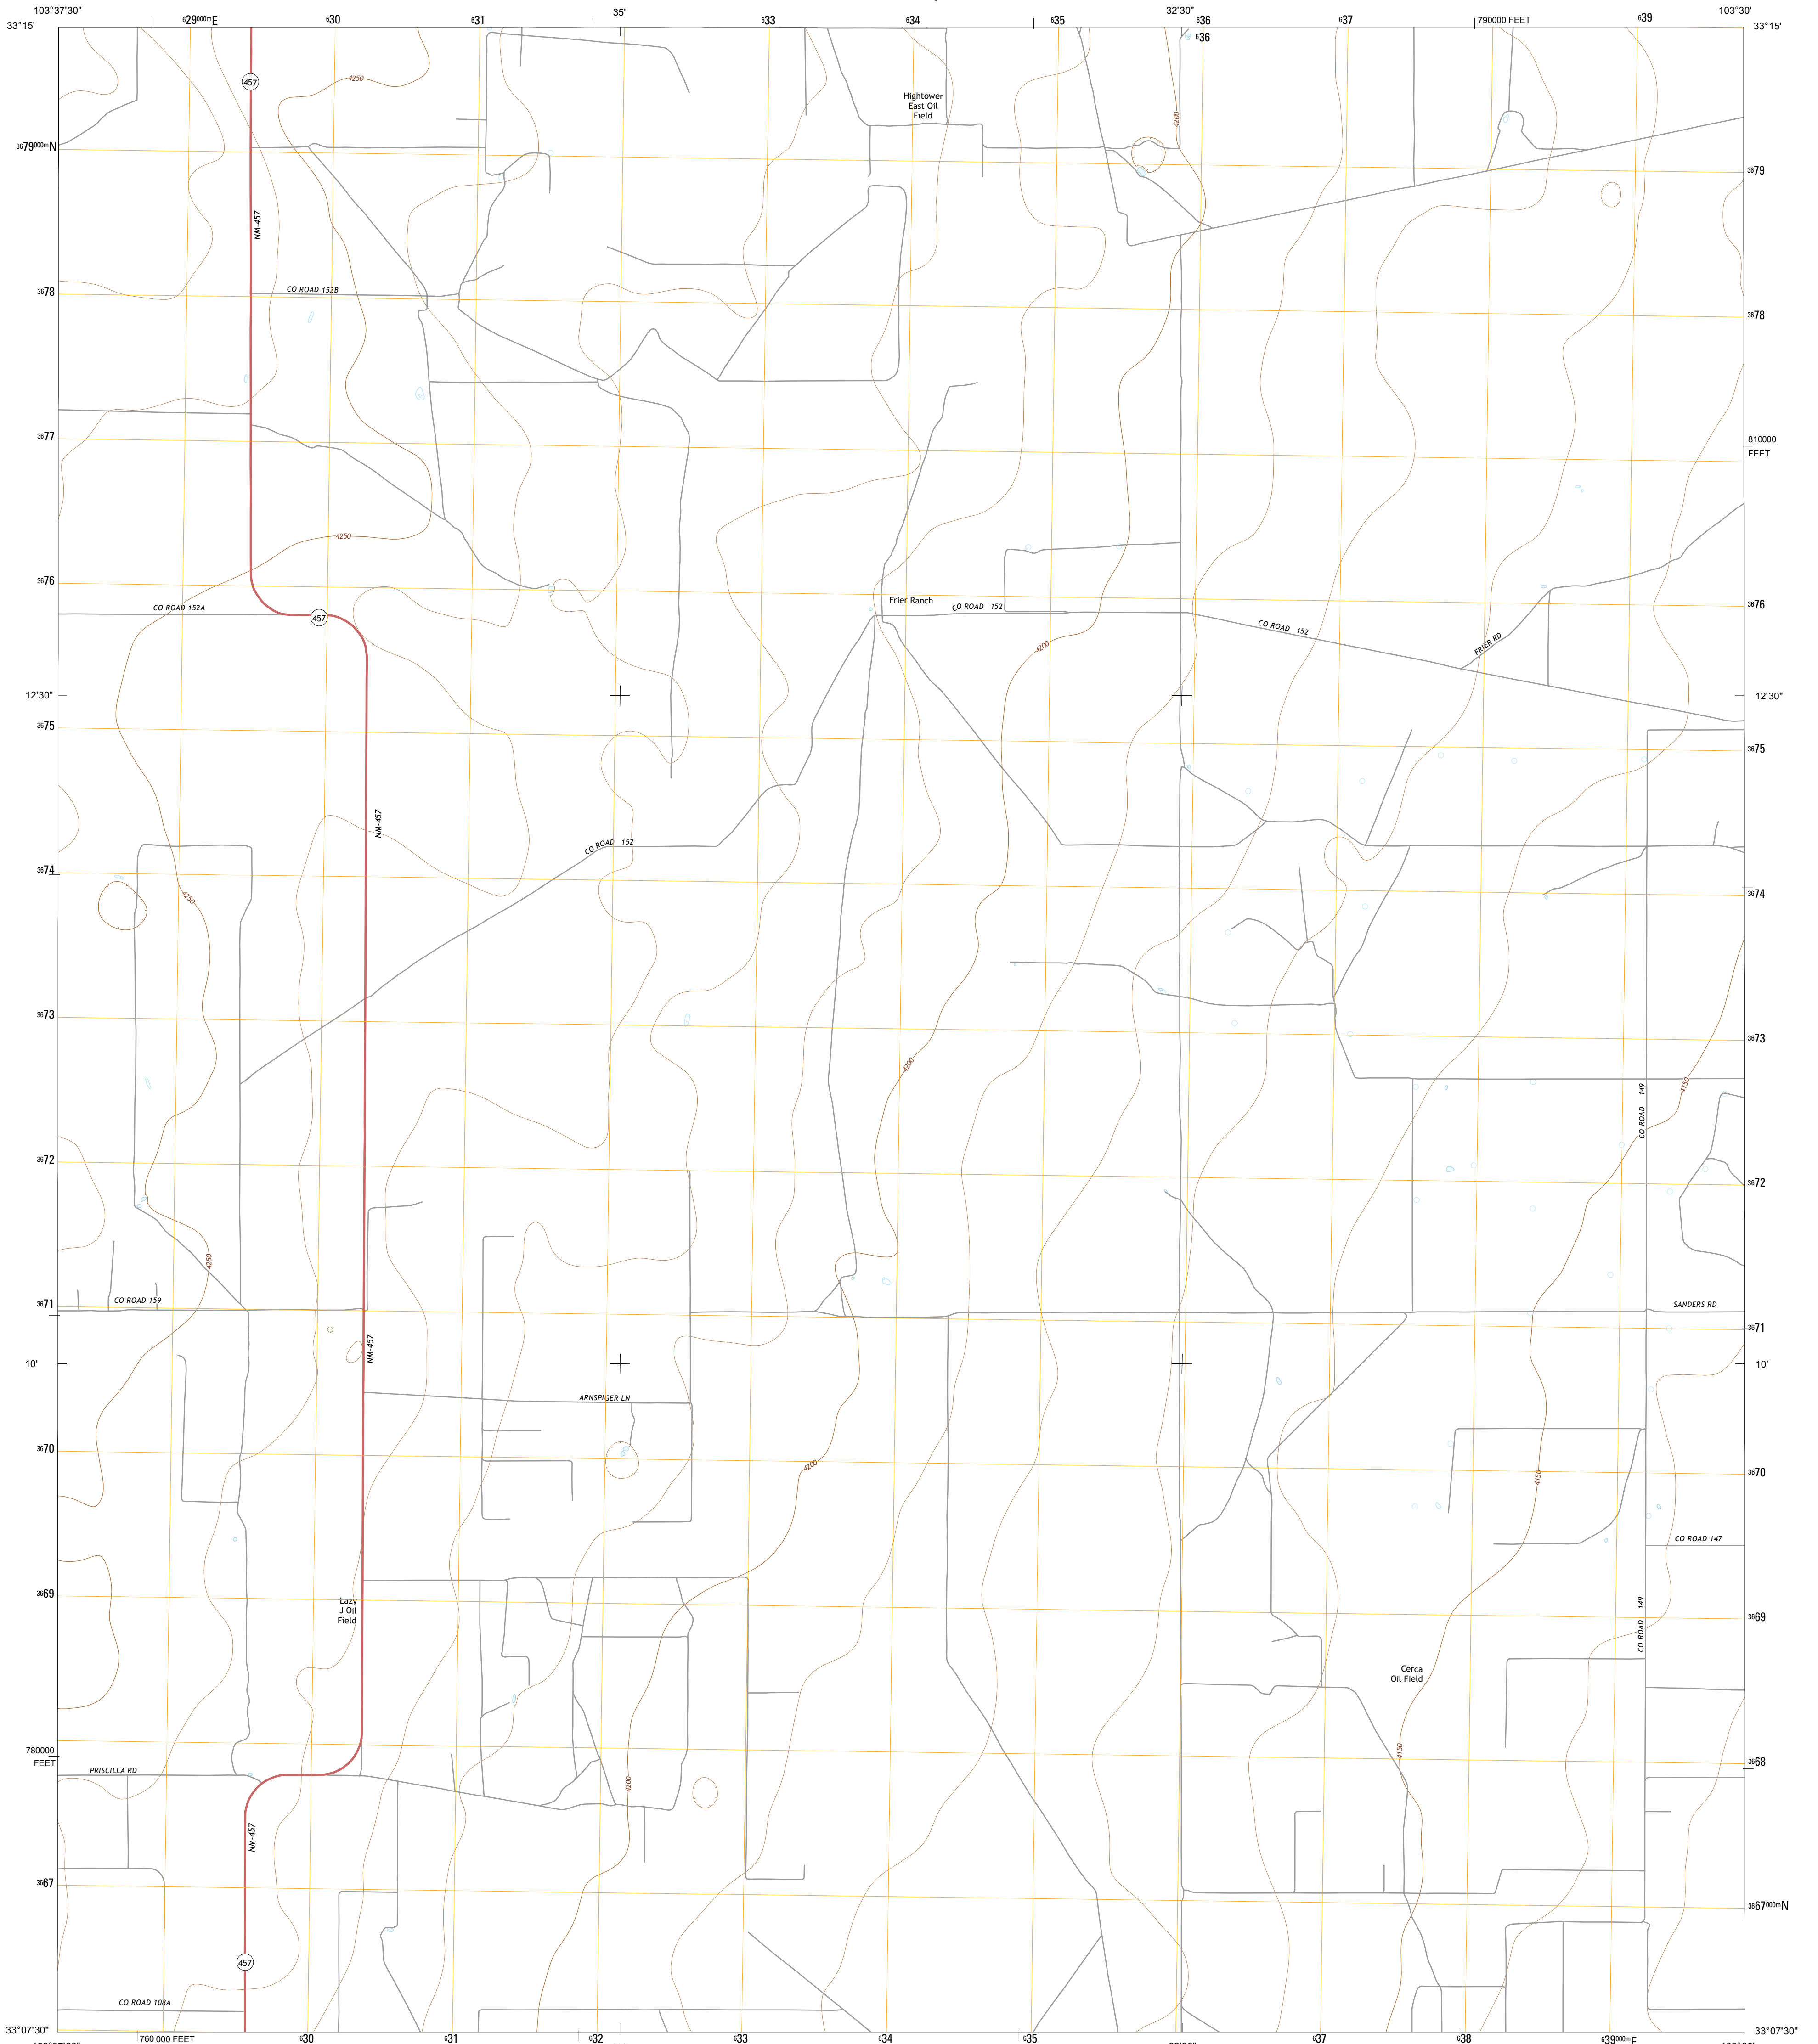 103°37'30"
629000mE
630
631
35'
633
634
635
32'30"
636
637
790000 FEET
639
103°30'
33°15'
33°15'
636
457
4250
Hightower
East Oil
Field
4200
3679000mN
3679
NM-457
3678
CO ROAD 152B
3678
3677
810000
FEET
4250
3676
CO ROAD 152A
457
Frier Ranch
CO ROAD 152
3676
CO ROAD 152
FRIER RD
4200
12'30"
12'30"
3675
3675
NM-457
CO ROAD 152
3674
4250
3674
3673
3673
4200
4150
CO ROAD 149
3672
3672
4250
3671
CO ROAD 159
SANDERS RD
3671
NM-457
10'
10'
ARNSPIGER LN
3670
4200
3670
4150
CO ROAD 147
3669
Lazy
J Oil
Field
3669
CO ROAD 149
Cerca
Oil Field
780000
FEET
4150
3668
PRISCILLA RD
4200
NM-457
3667
3667000mN
457
CO ROAD 108A
33°07'30"
33°07'30"
760 000 FEET
630
631
632
633
634
635
637
638
639000mE